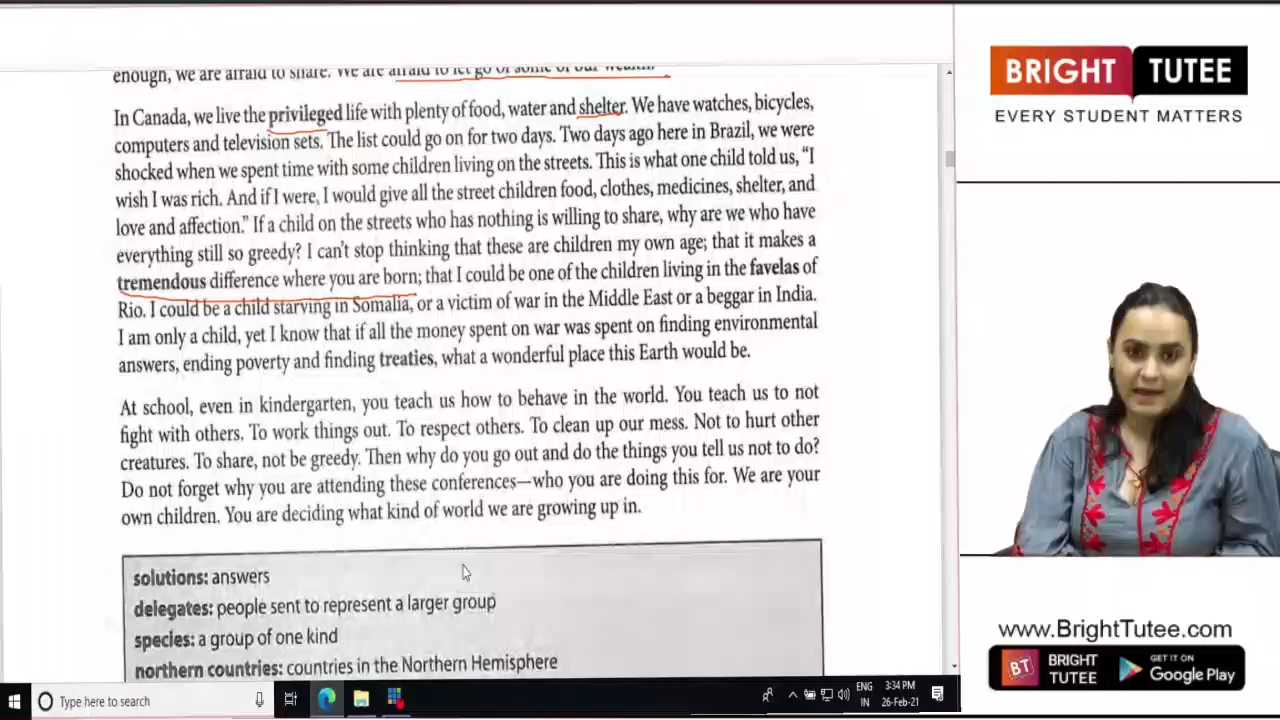 enough, we are afraid to share. We are afraid to let go of some of our wealth.
In Canada, we live the privileged life with plenty of food, water and shelter. We have watches, bicycles,
computers and television sets. The list could go on for two days. Two days ago here in Brazil, we were
shocked when we spent time with some children living on the streets. This is what one child told us, “I
wish I was rich. And if I were, I would give all the street children food, clothes, medicines, shelter, and
love and affection.” If a child on the streets who has nothing is willing to share, why are we who have
everything still so greedy? I can’t stop thinking that these are children my own age; that it makes a
tremendous difference where you are born; that I could be one of the children living in the favelas of
Rio. I could be a child starving in Somalia, or a victim of war in the Middle East or a beggar in India.
I am only a child, yet I know that if all the money spent on war was spent on finding environmental
answers, ending poverty and finding treaties, what a wonderful place this Earth would be.
At school, even in kindergarten, you teach us how to behave in the world. You teach us to not
fight with others. To work things out. To respect others. To clean up our mess. Not to hurt other
creatures. To share, not be greedy. Then why do you go out and do the things you tell us not to do?
Do not forget why you are attending these conferences—who you are doing this for. We are your
own children. You are deciding what kind of world we are growing up in.
solutions: answers
delegates: people sent to represent a larger group
species: a group of one kind
northern countries: countries in the Northern Hemisphere
BRIGHT TUTEE
EVERY STUDENT MATTERS
www.BrightTutee.com
BT BRIGHT TUTEE
GET IT ON
Google Play
Type here to search
ENG
IN
3:34 PM
26-Feb-21